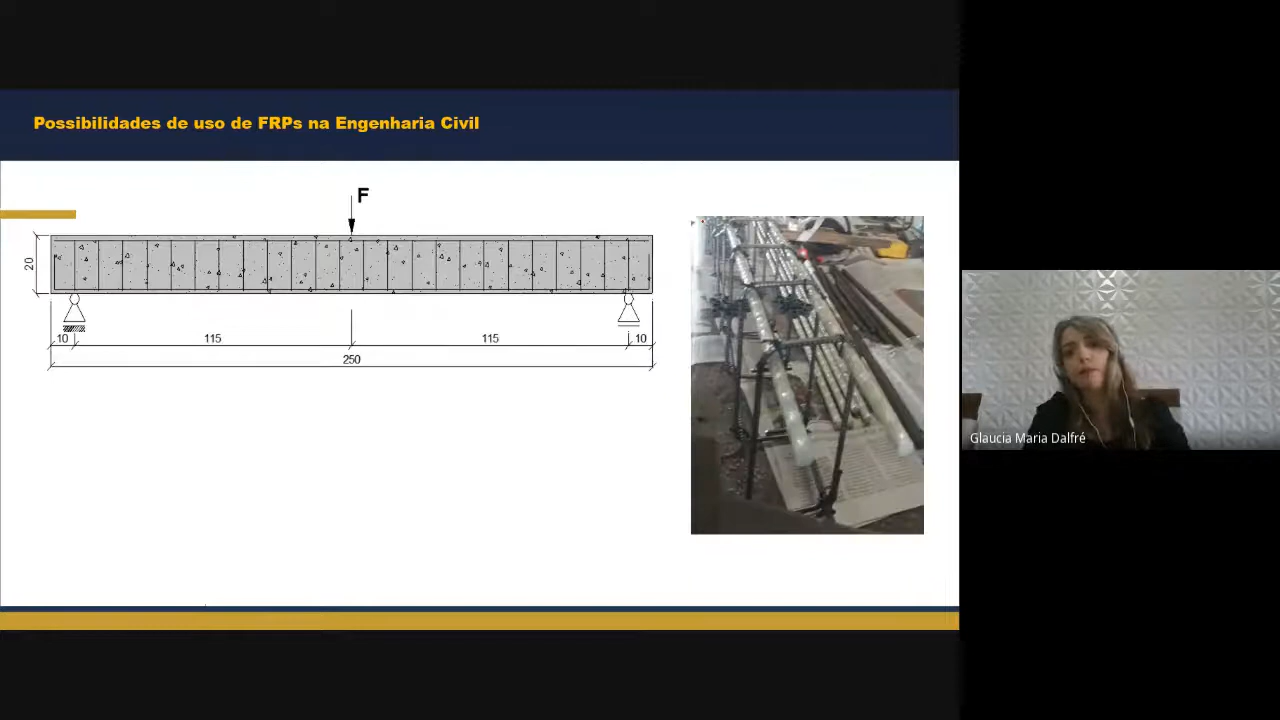 Possibilidades de uso de FRPs na Engenharia Civil
F
20
10
115
115
10
250
Glaucia Maria Dalfré